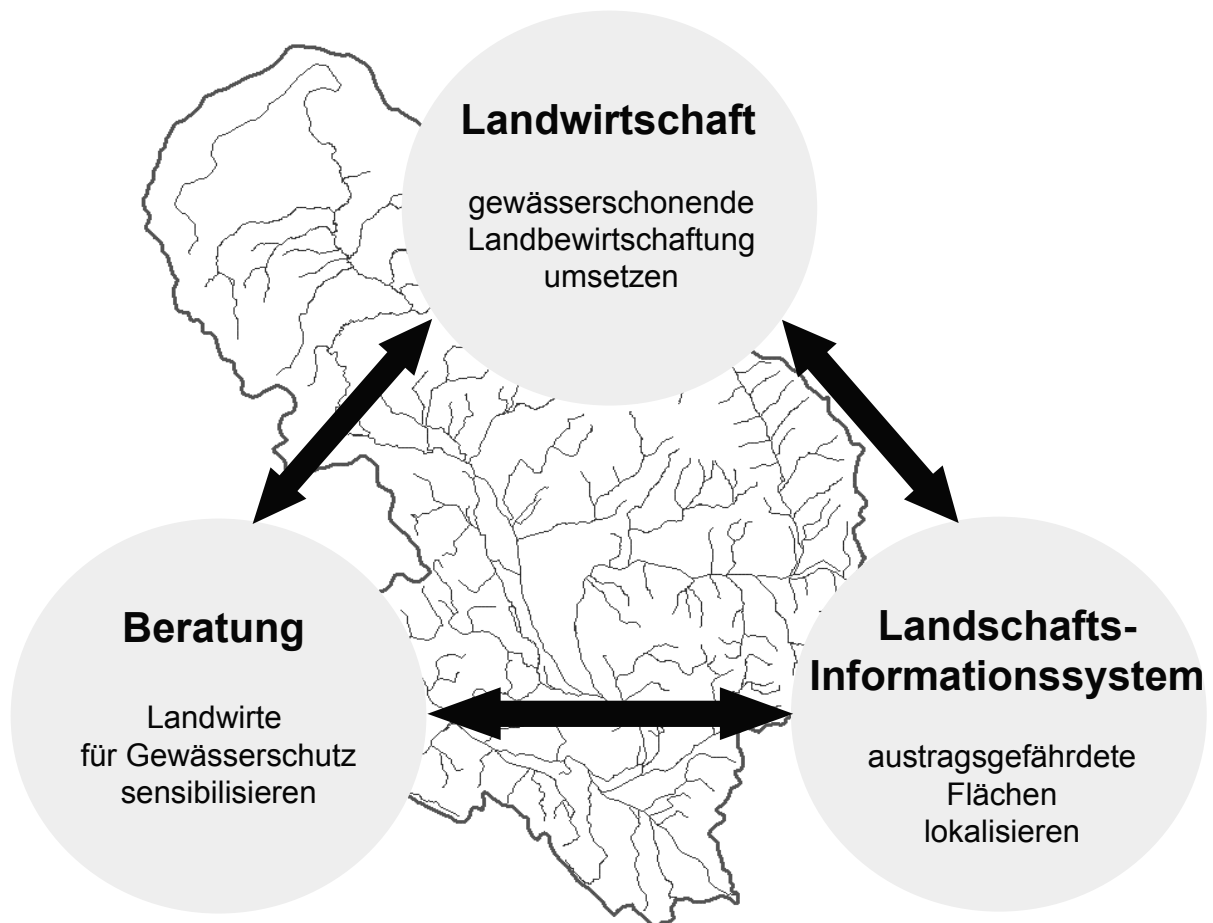 Landwirtschaft
gewässerschonende
Landbewirtschaftung
umsetzen
Beratung
Landwirte
für Gewässerschutz
sensibilisieren
Landschafts-
Informationssystem
austragsgefährdete
Flächen
lokalisieren